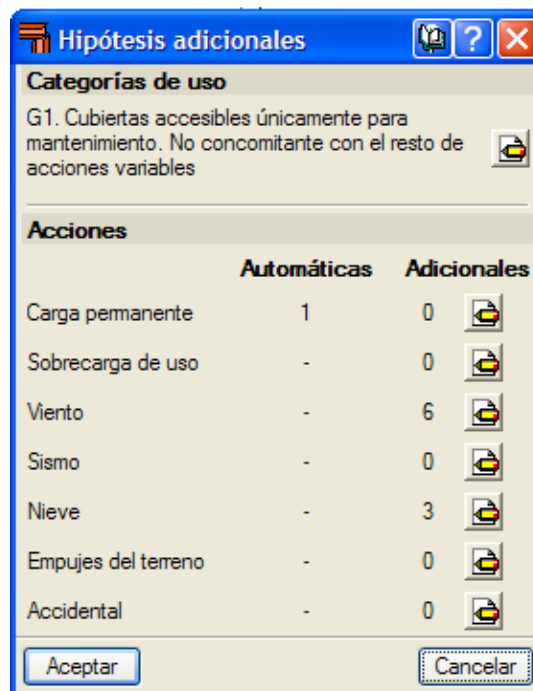 Hipótesis adicionales
?
Categorías de uso
G1. Cubiertas accesibles únicamente para
mantenimiento. No concomitante con el resto de
acciones variables
Acciones
Automáticas Adicionales
Carga permanente 1 0
Sobrecarga de uso - 0
Viento - 6
Sismo - 0
Nieve - 3
Empujes del terreno - 0
Accidental - 0
Aceptar Cancelar